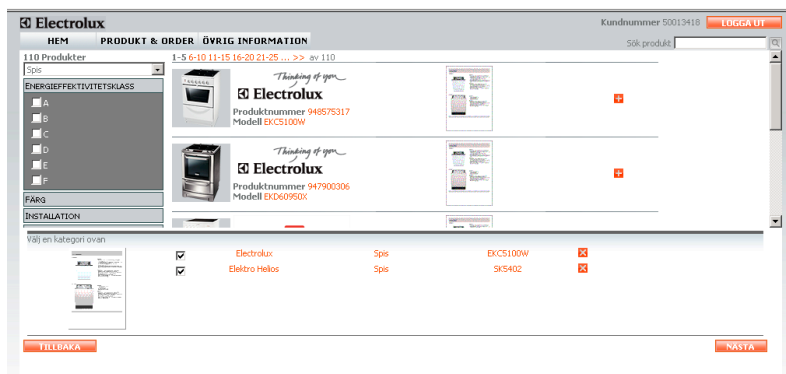 Electrolux
Kundnummer 50013418 LOGGA UT
HEM PRODUKT & ORDER ÖVRIG INFORMATION
Sök produkt
110 Produkter
1-5 6-10 11-15 16-20 21-25 ... >> av 110
Spis
ENERGIEFFEKTIVITETSKLASS
A
B
C
D
E
F
FÄRG
INSTALLATION
Thinking of you
Electrolux
Produktnummer 948575317
Modell EKC5100W
Thinking of you
Electrolux
Produktnummer 947900306
Modell EKD60950X
Välj en kategori ovan
Electrolux Spis EKC5100W
Elektro Helios Spis SK5402
TILLBAKA
NÄSTA